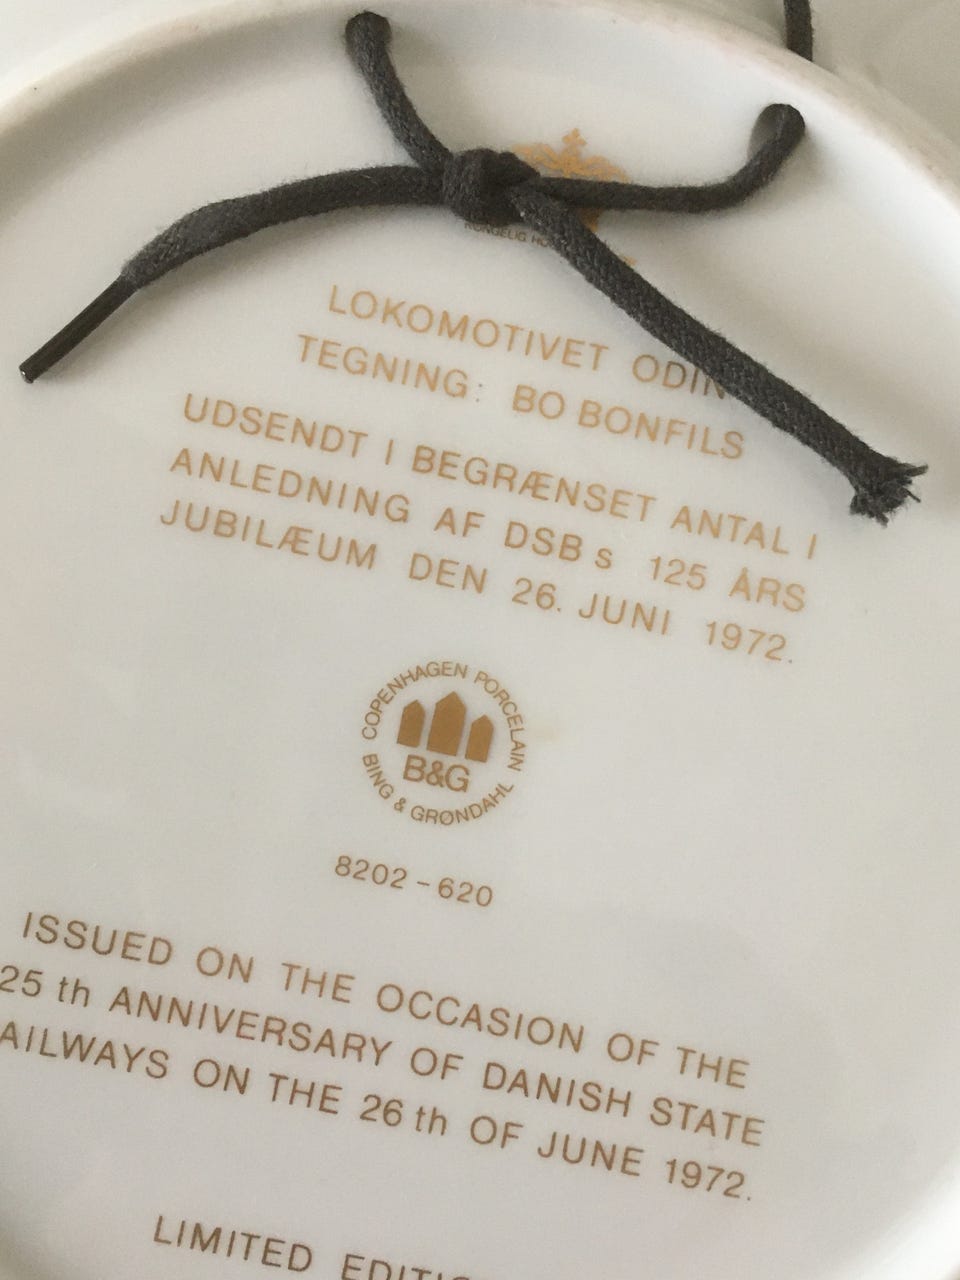 KONGELIG
LOKOMOTIVET ODIN
TEGNING: BO BONFILS
UDSENDT I BEGRÆNSET ANTAL I
ANLEDNING AF DSBs 125 ÅRS
JUBILÆUM DEN 26. JUNI 1972.
COPENHAGEN PORCELAIN
B&G
BING & GRØNDAHL
8202-620
ISSUED ON THE OCCASION OF THE
25 th ANNIVERSARY OF DANISH STATE
AILWAYS ON THE 26 th OF JUNE 1972.
LIMITED